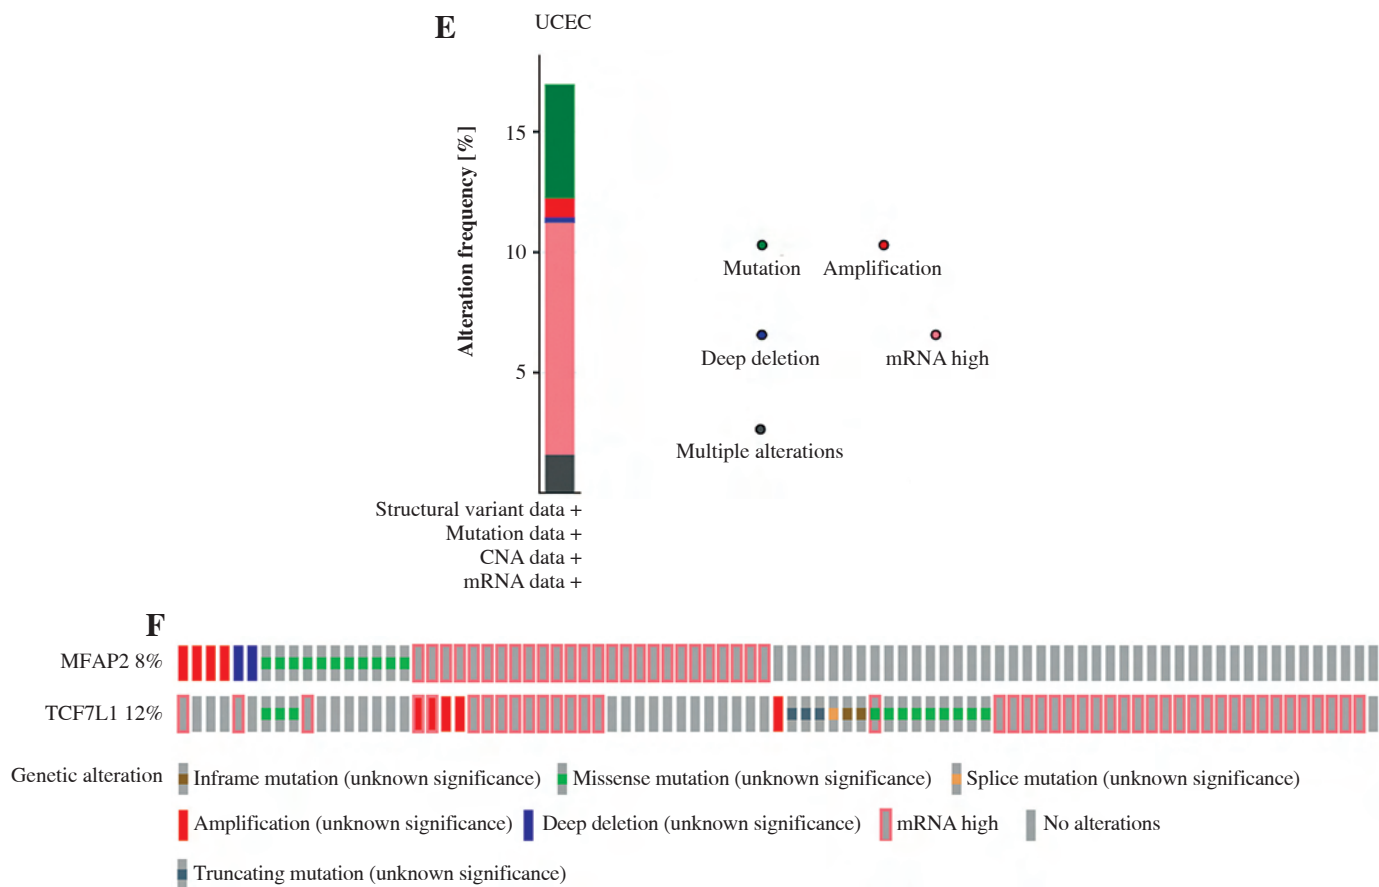 E
UCEC
Alteration frequency [%]
15
10
5
Mutation
Amplification
Deep deletion
mRNA high
Multiple alterations
Structural variant data +
Mutation data +
CNA data +
mRNA data +
F
MFAP2 8%
TCF7L1 12%
Genetic alteration
Inframe mutation (unknown significance)
Missense mutation (unknown significance)
Splice mutation (unknown significance)
Amplification (unknown significance)
Deep deletion (unknown significance)
mRNA high
No alterations
Truncating mutation (unknown significance)